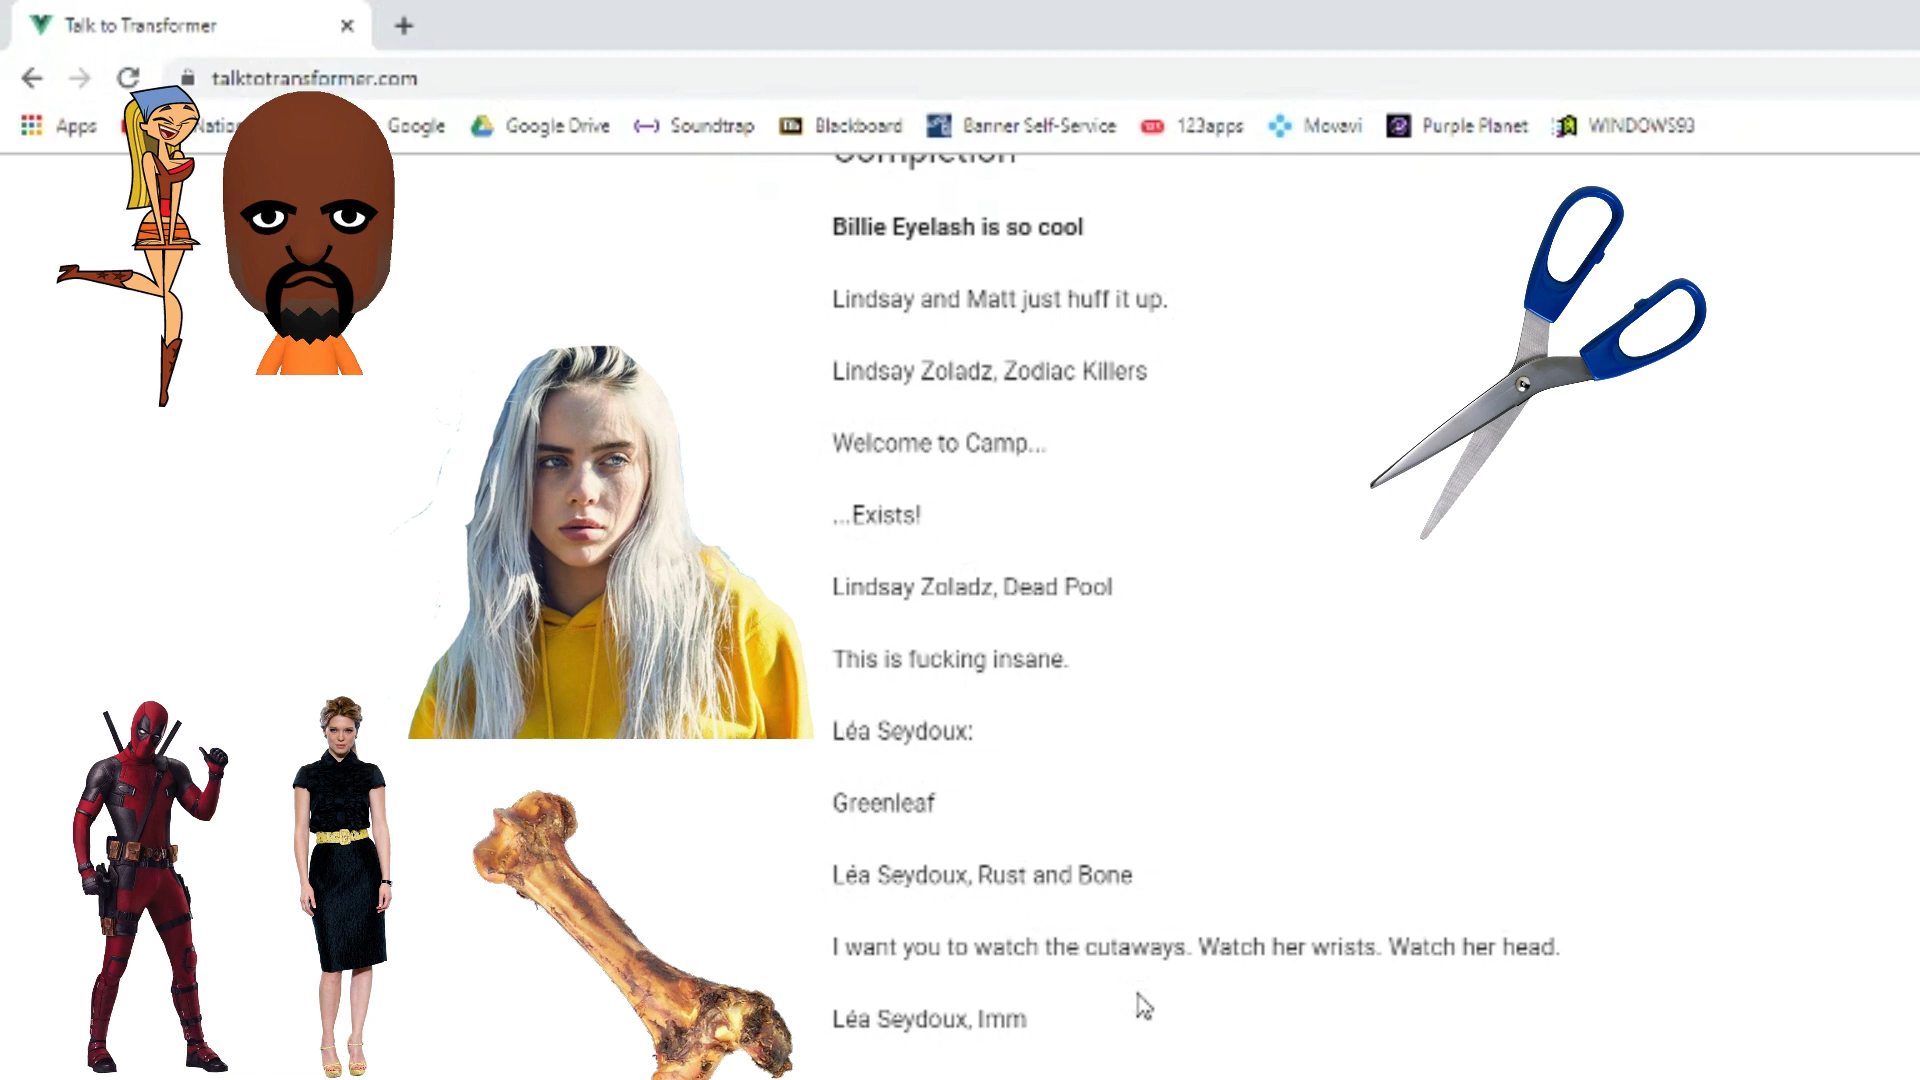 Talk to Transformer
talktotransformer.com
Apps Google Google Drive Soundtrap Blackboard Banner Self-Service 123apps Movavi Purple Planet WINDOWS93
Completion
Billie Eyelash is so cool
Lindsay and Matt just huff it up.
Lindsay Zoladz, Zodiac Killers
Welcome to Camp...
...Exists!
Lindsay Zoladz, Dead Pool
This is fucking insane.
Léa Seydoux:
Greenleaf
Léa Seydoux, Rust and Bone
I want you to watch the cutaways. Watch her wrists. Watch her head.
Léa Seydoux, Imm